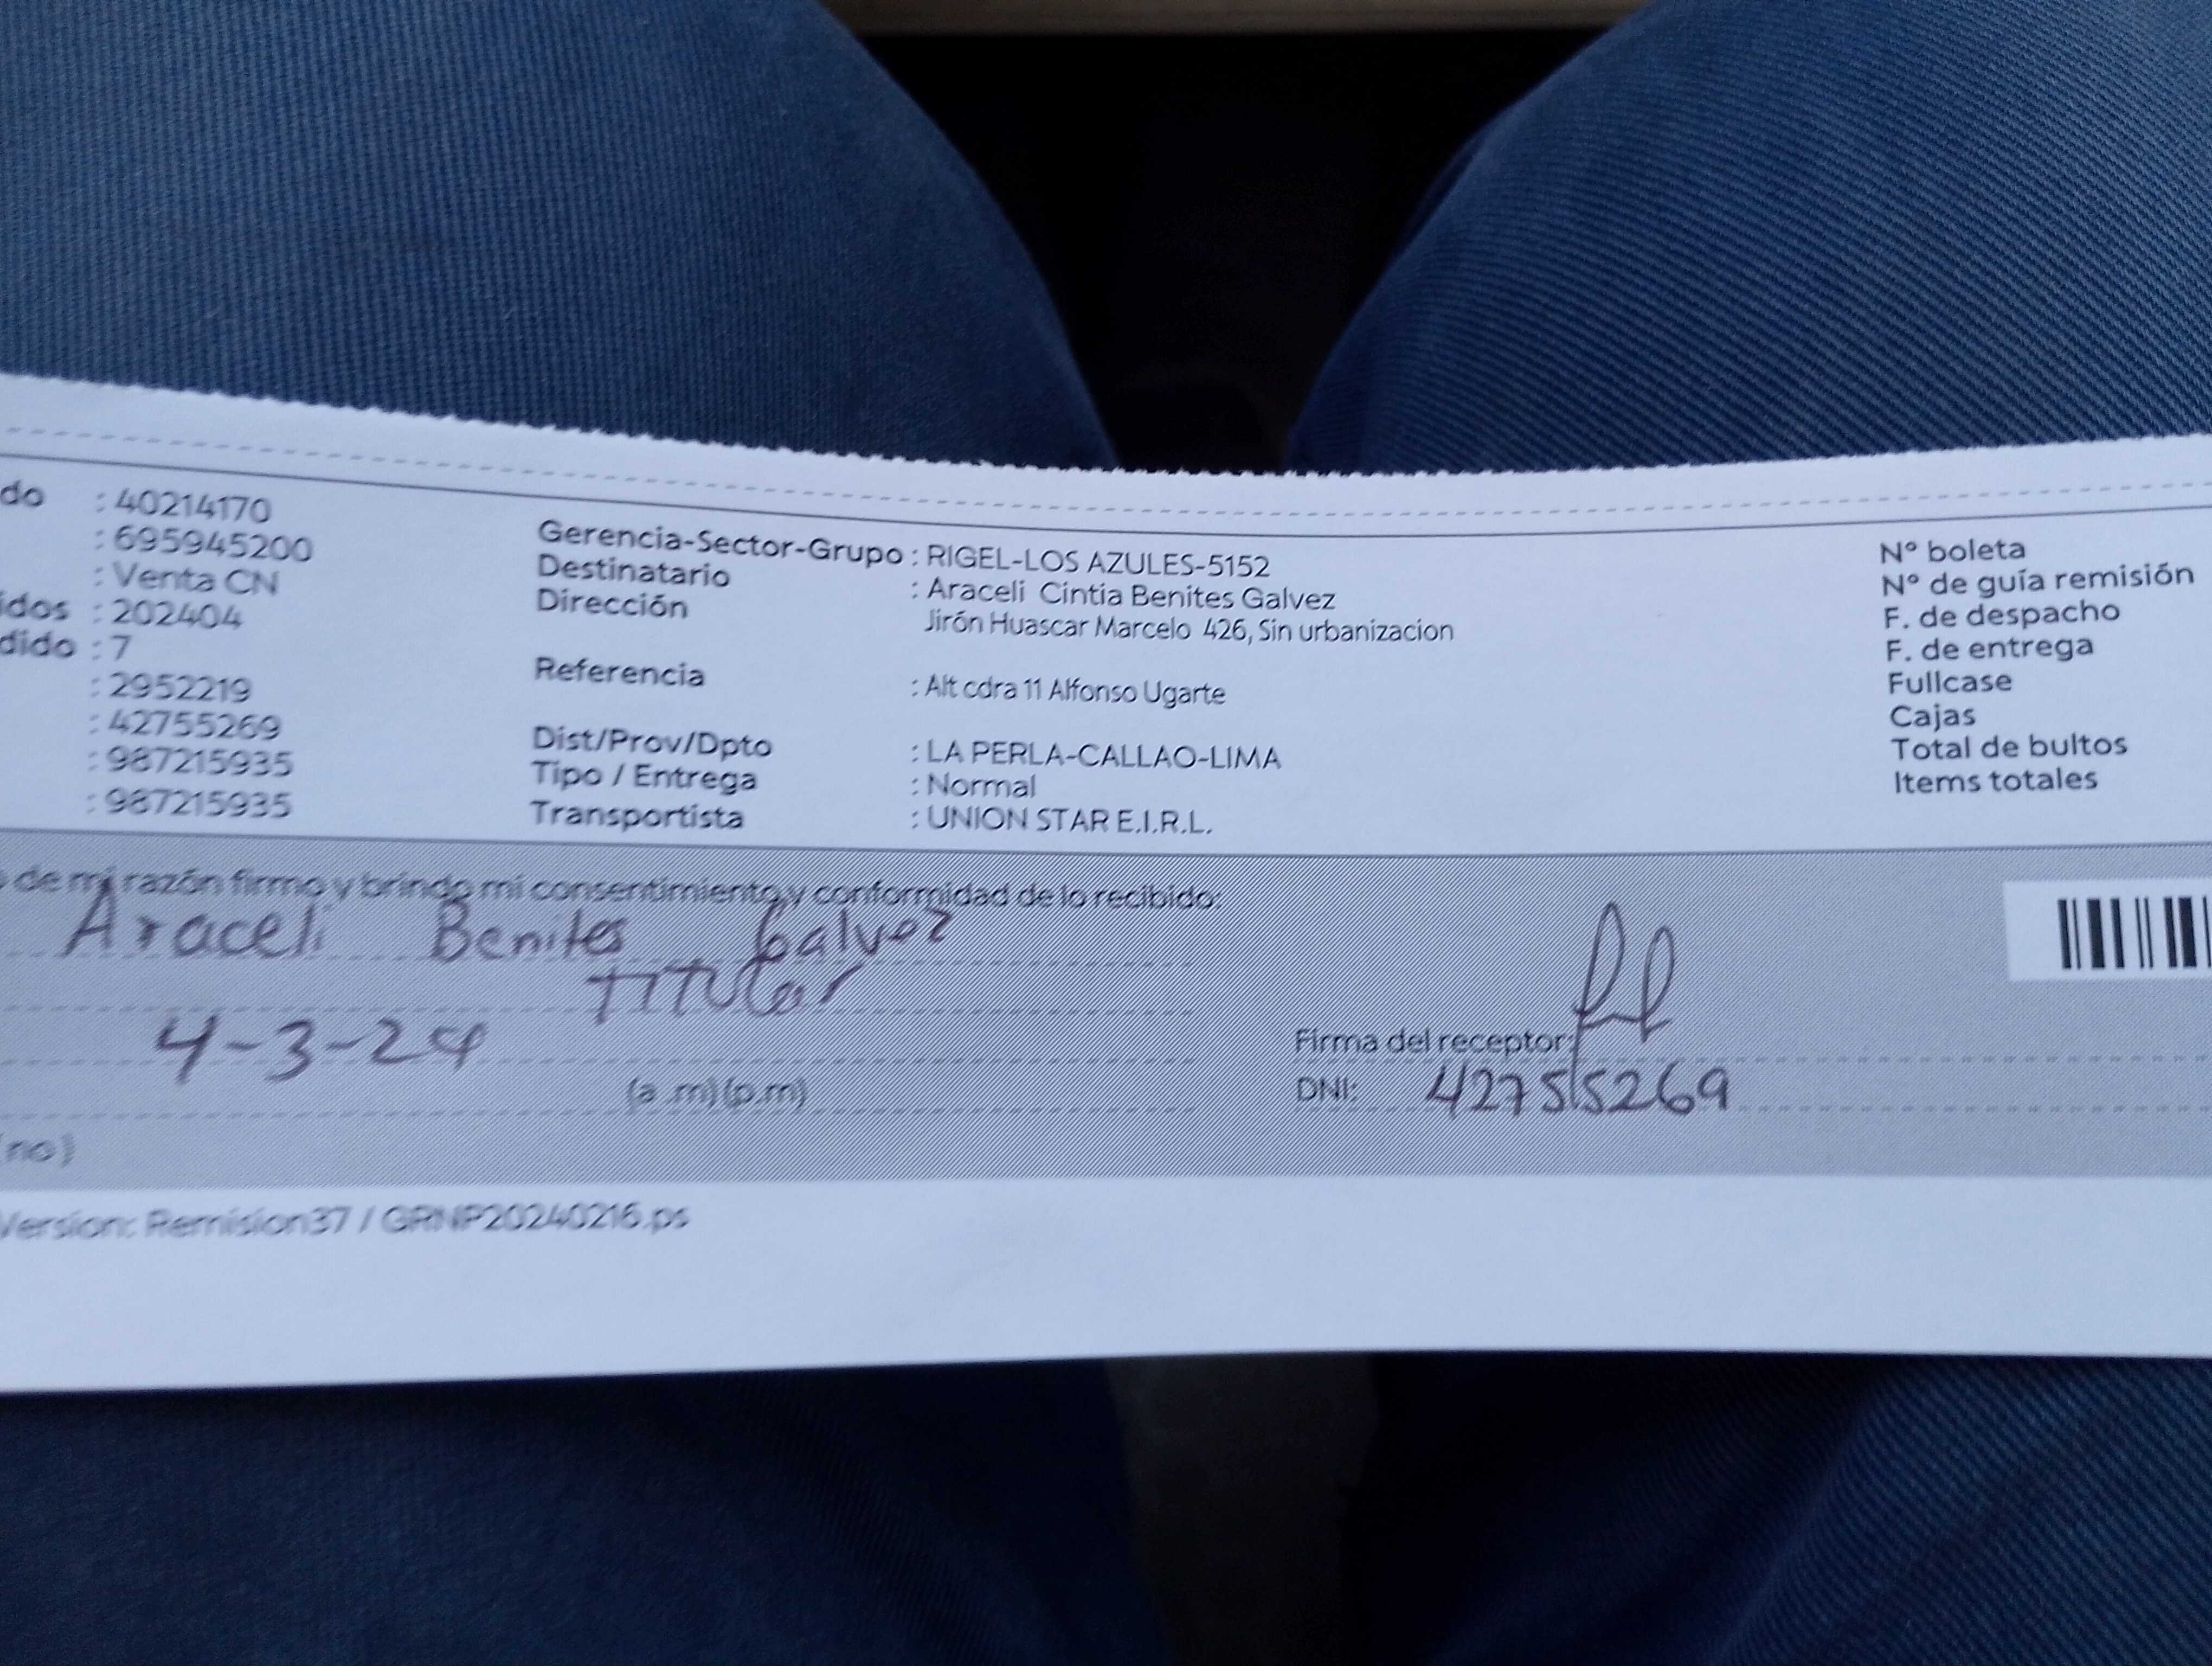 do : 40214170
: 695945200
: Venta CN
idos : 202404
dido : 7
: 2952219
: 42755269
: 987215935
: 987215935
Gerencia-Sector-Grupo : RIGEL-LOS AZULES-5152
Destinatario : Araceli Cintia Benites Galvez
Dirección Jirón Huascar Marcelo 426, Sin urbanizacion
Referencia : Alt cdra 11 Alfonso Ugarte
Dist/Prov/Dpto : LA PERLA-CALLAO-LIMA
Tipo / Entrega : Normal
Transportista : UNION STAR E.I.R.L.
N° boleta
N° de guía remisión
F. de despacho
F. de entrega
Fullcase
Cajas
Total de bultos
Items totales
de mi razón firmo y brindo mi consentimiento y conformidad de lo recibido:
Araceli Benites Galvez
TITular
4-3-24
(a .m) (p.m)
Firma del receptor:
DNI: 42755269
(no)
Version: Remision37 / GRNP20240216.ps